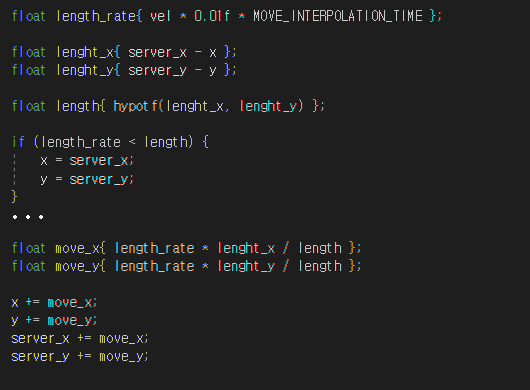 float length_rate{ vel * 0.01f * MOVE_INTERPOLATION_TIME };
float lenght_x{ server_x - x };
float lenght_y{ server_y - y };
float length{ hypotf(lenght_x, lenght_y) };
if (length_rate < length) {
x = server_x;
y = server_y;
}
...
float move_x{ length_rate * lenght_x / length };
float move_y{ length_rate * lenght_y / length };
x += move_x;
y += move_y;
server_x += move_x;
server_y += move_y;